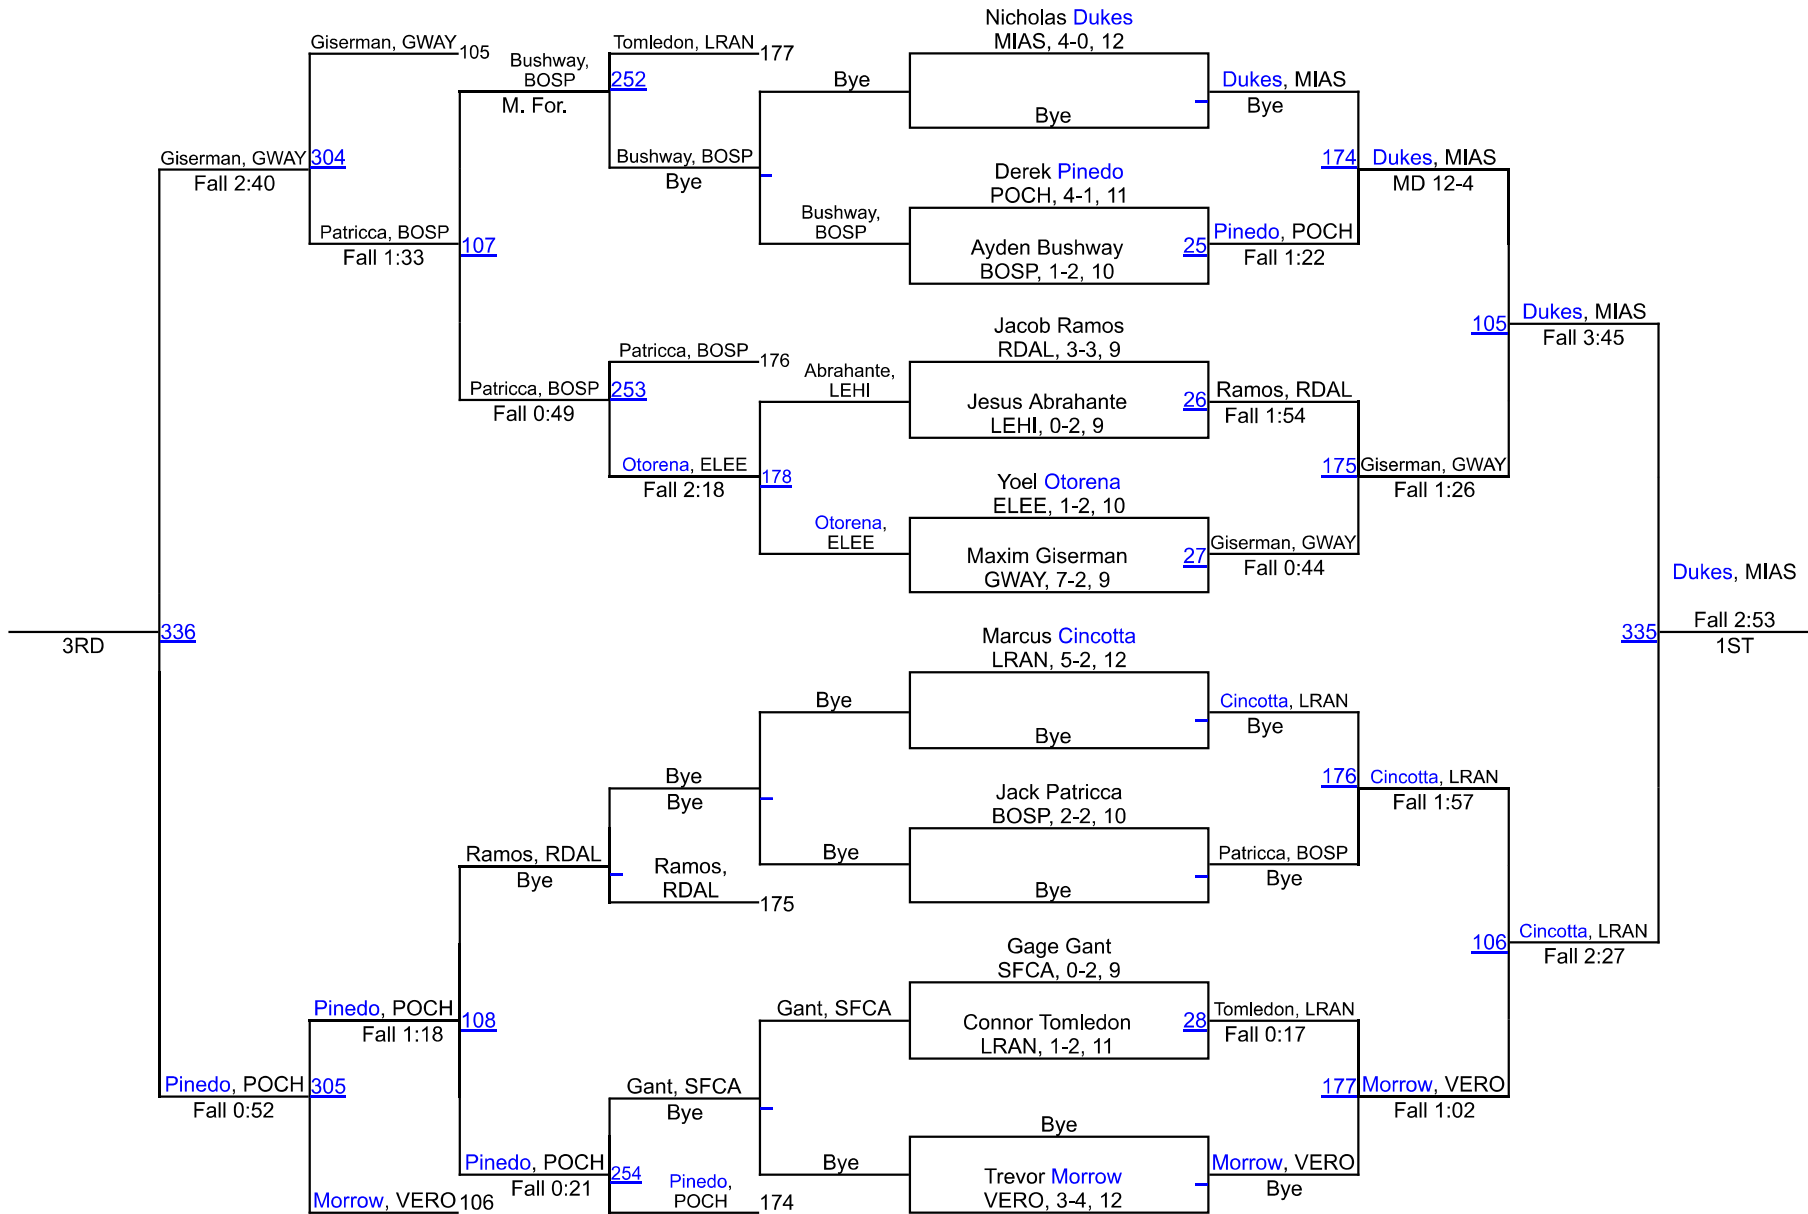 Giserman, GWAY
105
Giserman, GWAY
304
Fall 2:40
Patricca, BOSP
Fall 1:33
Bushway,
BOSP
M. For.
107
Tomledon, LRAN
177
252
Bushway, BOSP
Bye
Patricca, BOSP
176
Patricca, BOSP
253
Fall 0:49
Otorena, ELEE
Fall 2:18
Bye
Bushway,
BOSP
Abrahante,
LEHI
178
Otorena,
ELEE
Nicholas Dukes
MIAS, 4-0, 12
Bye
Derek Pinedo
POCH, 4-1, 11
Ayden Bushway
BOSP, 1-2, 10
25
Jacob Ramos
RDAL, 3-3, 9
Jesus Abrahante
LEHI, 0-2, 9
26
Yoel Otorena
ELEE, 1-2, 10
Maxim Giserman
GWAY, 7-2, 9
27
Dukes, MIAS
Bye
174
Pinedo, POCH
Fall 1:22
Ramos, RDAL
Fall 1:54
175
Giserman, GWAY
Fall 0:44
Dukes, MIAS
MD 12-4
105
Giserman, GWAY
Fall 1:26
Dukes, MIAS
Fall 3:45
Dukes, MIAS
335
Fall 2:53
1ST
336
3RD
Marcus Cincotta
LRAN, 5-2, 12
Bye
Jack Patricca
BOSP, 2-2, 10
Bye
Gage Gant
SFCA, 0-2, 9
Connor Tomledon
LRAN, 1-2, 11
28
Bye
Trevor Morrow
VERO, 3-4, 12
Cincotta, LRAN
Bye
176
Patricca, BOSP
Bye
Tomledon, LRAN
Fall 0:17
177
Morrow, VERO
Bye
Cincotta, LRAN
Fall 1:57
106
Morrow, VERO
Fall 1:02
Cincotta, LRAN
Fall 2:27
Bye
Bye
Bye
Bye
Ramos, RDAL
Bye
Ramos,
RDAL
175
Gant, SFCA
Gant, SFCA
Bye
Bye
Pinedo, POCH
108
Fall 1:18
Pinedo, POCH
305
Fall 0:52
Pinedo, POCH
254
Fall 0:21
Pinedo,
POCH
174
Morrow, VERO
106